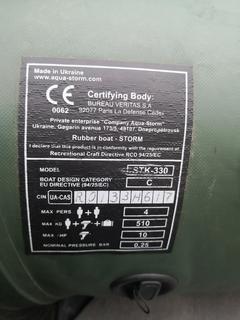 Made in Ukraine
www.aqua-storm.com
CE
0062
Certifying Body:
BUREAU VERITAS S.A
92077 Paris La Defense Cedex
Private enterprise "Company Aqua-Storm"
Ukraine, Gagarin avenue 173/5, 49107, Dnepropetrovsk
Rubber boat - STORM
I declare that this product is in conformity with the requirement of
Recreational Craft Directive RCD 94/25/EC
MODEL STK-330
BOAT DESIGN CATEGORY
EU DIRECTIVE (94/25/EC) C
CIN UA-CAS
MAX PERS 4
MAX KG 510
MAX HP 10
NOMINAL PRESSURE BAR 0.25